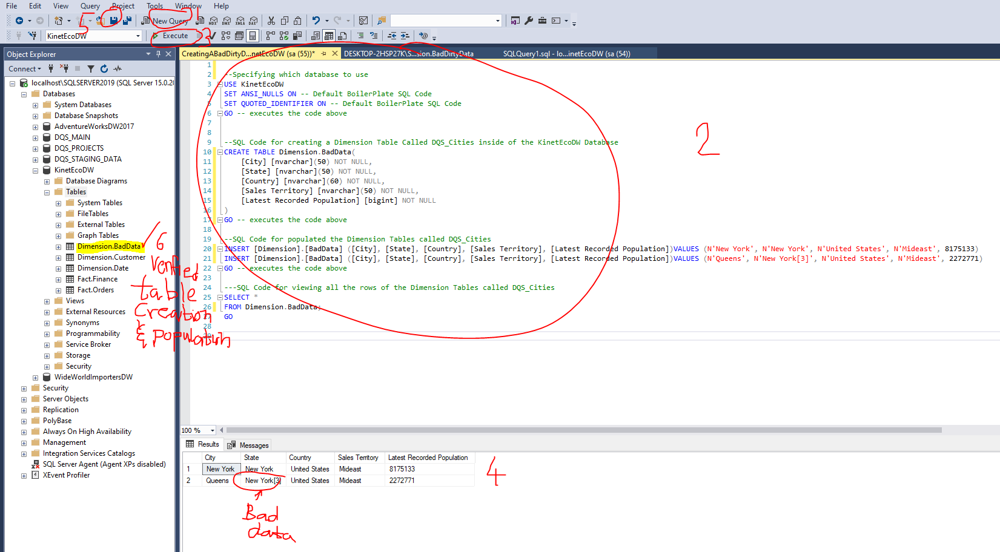 File Edit View Query Project Tools Window Help
5 New Query 1 MDX DMX XMLA DAX
KinetEcoDW Execute 3
Object Explorer
Connect
localhost\SQLSERVER2019 (SQL Server 15.0.20
Databases
System Databases
Database Snapshots
AdventureWorksDW2017
DQS_MAIN
DQS_PROJECTS
DQS_STAGING_DATA
KinetEcoDW
Database Diagrams
Tables
System Tables
FileTables
External Tables
Graph Tables
Dimension.BadData
Dimension.Customer
Dimension.Date
Fact.Finance
Fact.Orders
Views
External Resources
Synonyms
Programmability
Service Broker
Storage
Security
WideWorldImportersDW
Security
Server Objects
Replication
PolyBase
Always On High Availability
Management
Integration Services Catalogs
SQL Server Agent (Agent XPs disabled)
XEvent Profiler
6
Verified
table
Creation
& population
CreatingABadDirtyD...netEcoDW (sa (55))* DESKTOP-2HSP27K\S...sion.BadDirtyData SQLQuery1.sql - lo...inetEcoDW (sa (54))
1
2 --Specifying which database to use
3 USE KinetEcoDW
4 SET ANSI_NULLS ON -- Default BoilerPlate SQL Code
5 SET QUOTED_IDENTIFIER ON -- Default BoilerPlate SQL Code
6 GO -- executes the code above
7
8
9 --SQL Code for creating a Dimension Table Called DQS_Cities inside of the KinetEcoDW Database
10 CREATE TABLE Dimension.BadData(
11 [City] [nvarchar](50) NOT NULL,
12 [State] [nvarchar](50) NOT NULL,
13 [Country] [nvarchar](60) NOT NULL,
14 [Sales Territory] [nvarchar](50) NOT NULL,
15 [Latest Recorded Population] [bigint] NOT NULL
16 )
17 GO -- executes the code above
18
19 --SQL Code for populated the Dimension Tables called DQS_Cities
20 INSERT [Dimension].[BadData] ([City], [State], [Country], [Sales Territory], [Latest Recorded Population])VALUES (N'New York', N'New York', N'United States', N'Mideast', 8175133)
21 INSERT [Dimension].[BadData] ([City], [State], [Country], [Sales Territory], [Latest Recorded Population])VALUES (N'Queens', N'New York[3]', N'United States', N'Mideast', 2272771)
22 GO -- executes the code above
23
24 ---SQL Code for viewing all the rows of the Dimension Tables called DQS_Cities
25 SELECT *
26 FROM Dimension.BadData;
27 GO
28
29
2
100 %
Results Messages
City State Country Sales Territory Latest Recorded Population
1 New York New York United States Mideast 8175133
2 Queens New York[3] United States Mideast 2272771
4
Bad
data